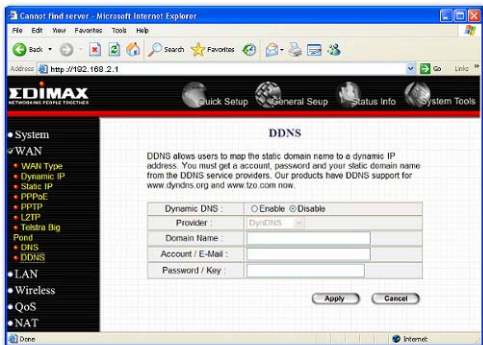 Cannot find server - Microsoft Internet Explorer
File Edit View Favorites Tools Help
Back Search Favorites
Address http://192.168.2.1 Go Links
EDIMAX
NETWORKING PEOPLE TOGETHER
Quick Setup General Seup Status Info System Tools
System
WAN
WAN Type
Dynamic IP
Static IP
PPPoE
PPTP
L2TP
Telstra Big
Pond
DNS
DDNS
LAN
Wireless
QoS
NAT
DDNS
DDNS allows users to map the static domain name to a dynamic IP
address. You must get a account, password and your static domain name
from the DDNS service providers. Our products have DDNS support for
www.dyndns.org and www.tzo.com now.
Dynamic DNS : Enable Disable
Provider : DynDNS
Domain Name :
Account / E-Mail :
Password / Key :
Apply Cancel
Done Internet